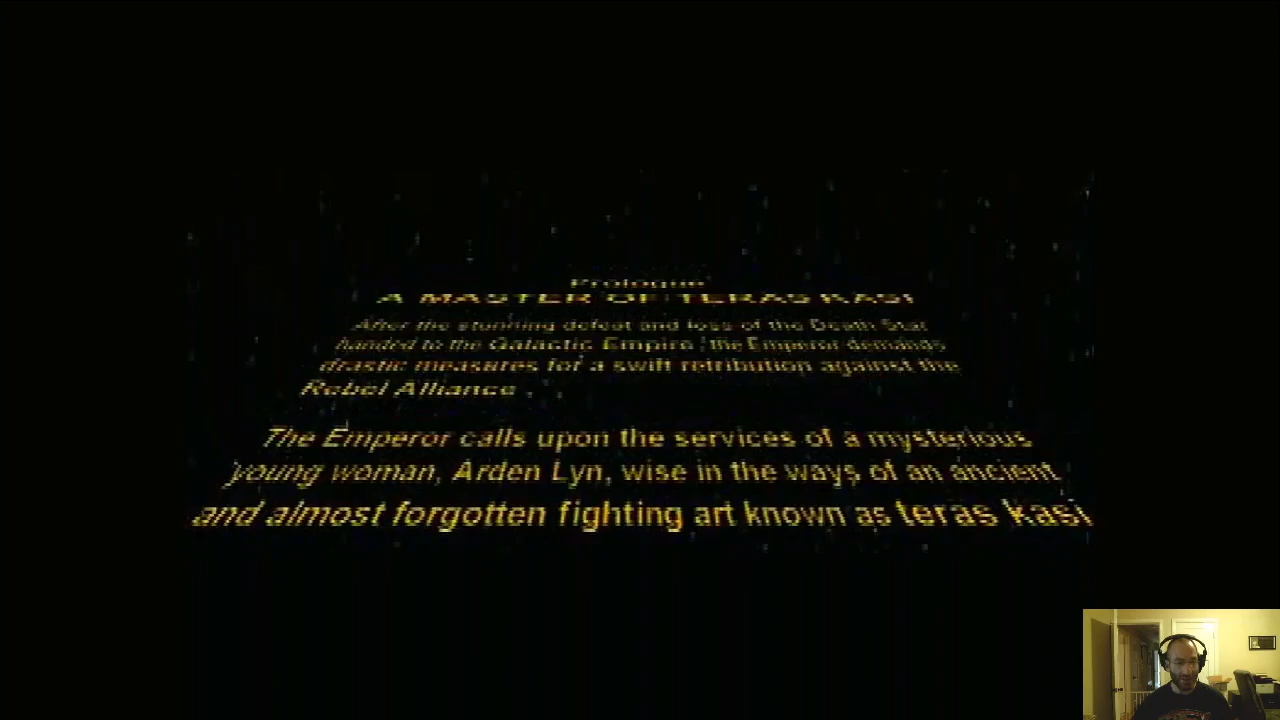 Prologue
A MASTER OF TERAS KASI
After the stunning defeat and loss of the Death Star
handed to the Galactic Empire, the Emperor demands
drastic measures for a swift retribution against the
Rebel Alliance .
The Emperor calls upon the services of a mysterious
young woman, Arden Lyn, wise in the ways of an ancient
and almost forgotten fighting art known as teras kasi